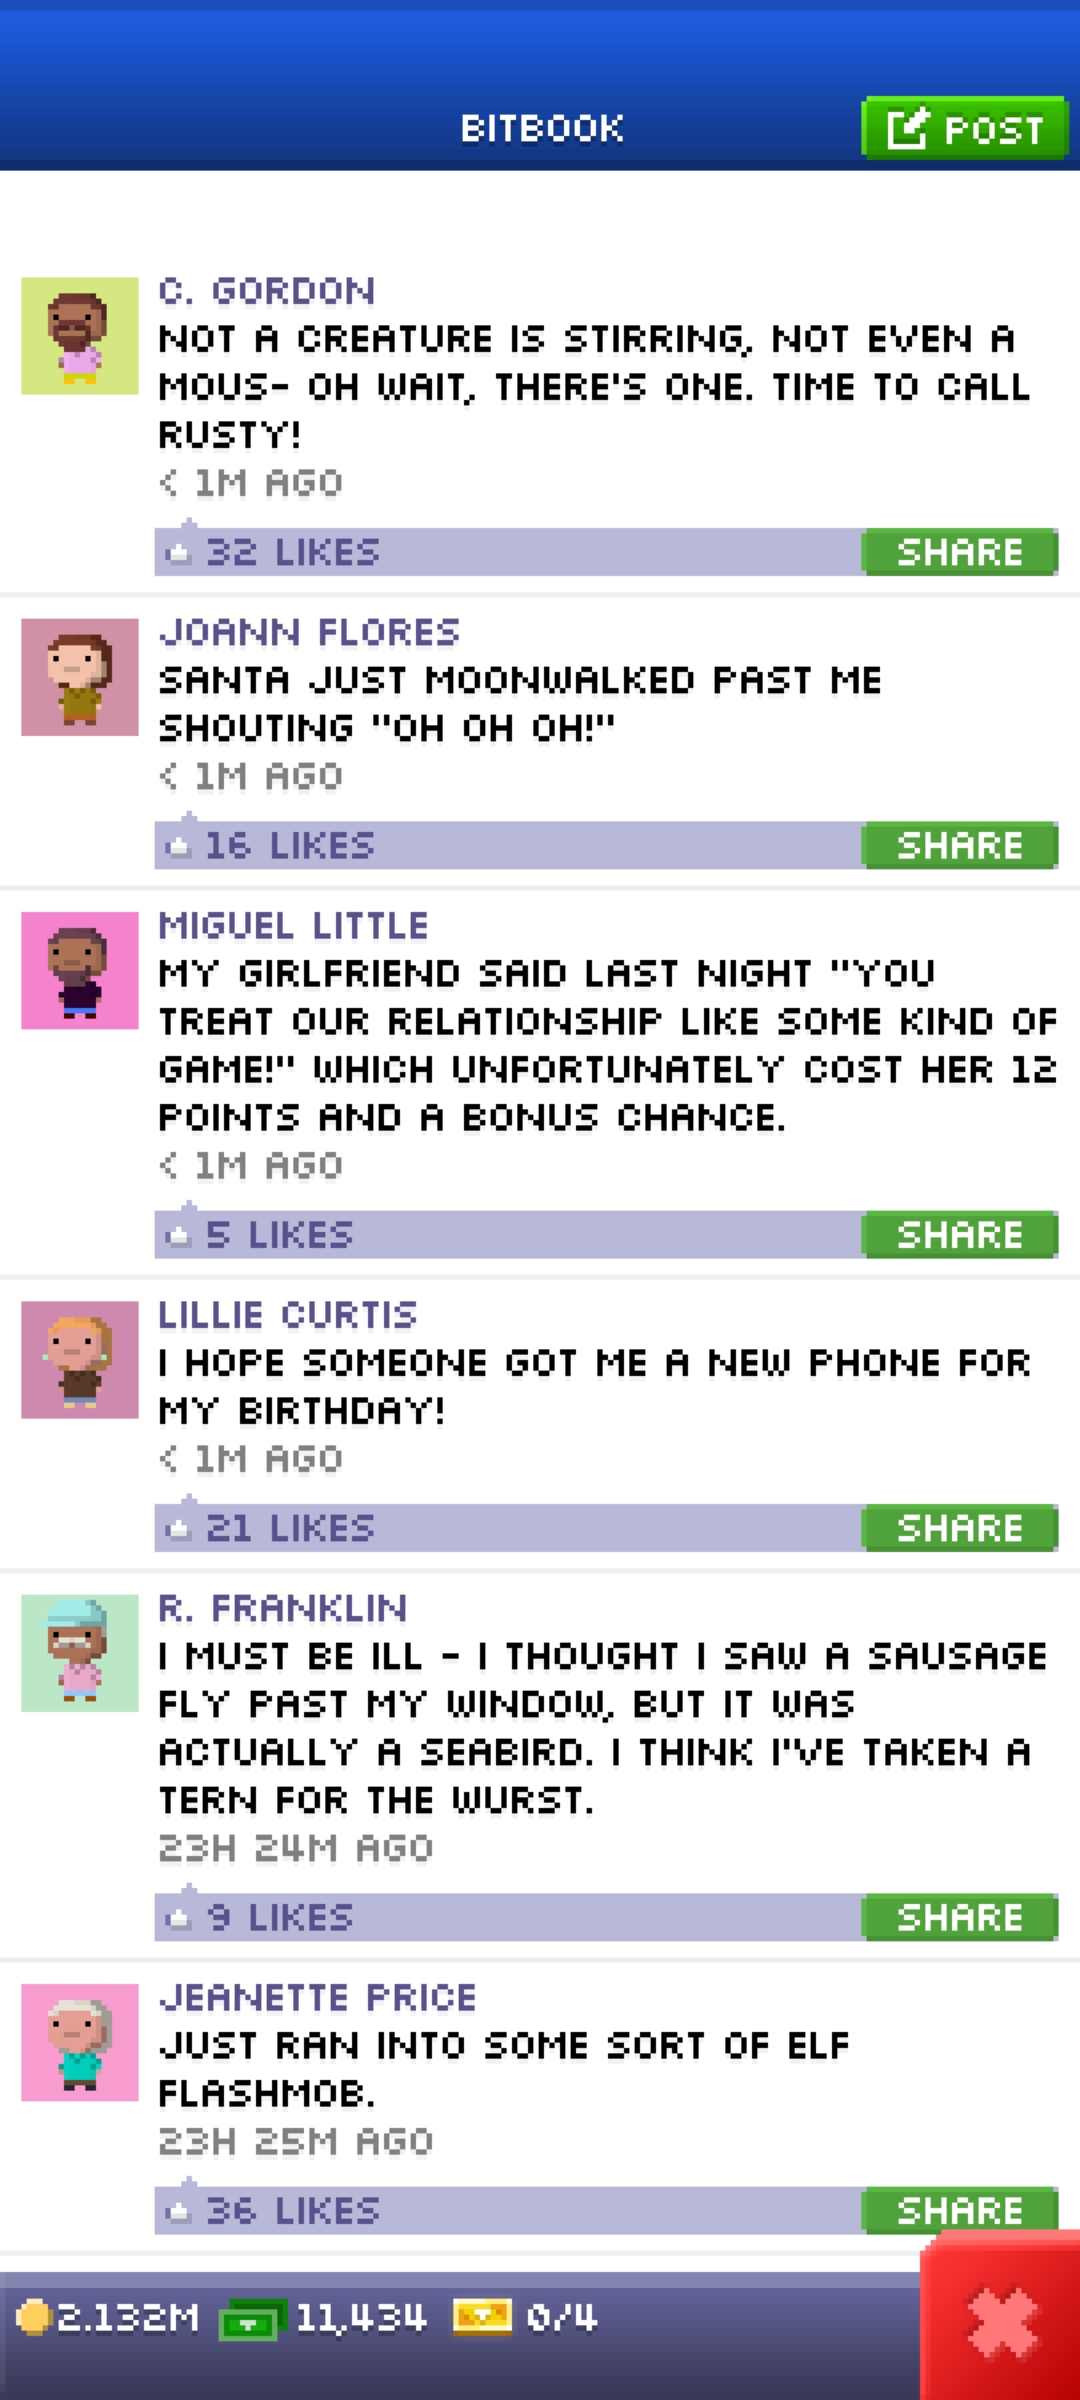 BITBOOK
POST
C. GORDON
NOT A CREATURE IS STIRRING, NOT EVEN A
MOUS- OH WAIT, THERE'S ONE. TIME TO CALL
RUSTY!
< 1M AGO
32 LIKES
SHARE
JOANN FLORES
SANTA JUST MOONWALKED PAST ME
SHOUTING "OH OH OH!"
< 1M AGO
16 LIKES
SHARE
MIGUEL LITTLE
MY GIRLFRIEND SAID LAST NIGHT "YOU
TREAT OUR RELATIONSHIP LIKE SOME KIND OF
GAME!" WHICH UNFORTUNATELY COST HER 12
POINTS AND A BONUS CHANCE.
< 1M AGO
5 LIKES
SHARE
LILLIE CURTIS
I HOPE SOMEONE GOT ME A NEW PHONE FOR
MY BIRTHDAY!
< 1M AGO
21 LIKES
SHARE
R. FRANKLIN
I MUST BE ILL - I THOUGHT I SAW A SAUSAGE
FLY PAST MY WINDOW, BUT IT WAS
ACTUALLY A SEABIRD. I THINK I'VE TAKEN A
TERN FOR THE WURST.
23H 24M AGO
9 LIKES
SHARE
JEANETTE PRICE
JUST RAN INTO SOME SORT OF ELF
FLASHMOB.
23H 25M AGO
36 LIKES
SHARE
2.132M 11,434 0/4